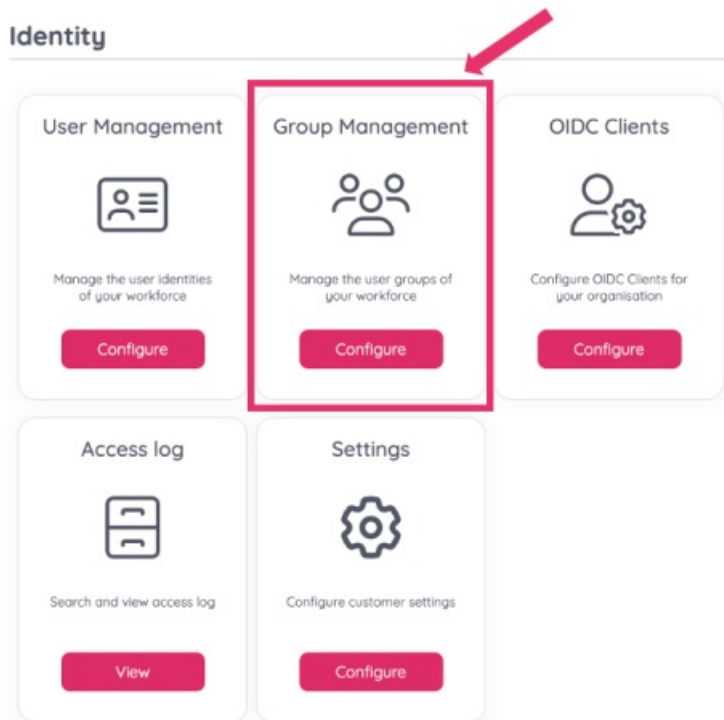 Identity
User Management
Manage the user identities
of your workforce
Configure
Group Management
Manage the user groups of
your workforce
Configure
OIDC Clients
Configure OIDC Clients for
your organisation
Configure
Access log
Search and view access log
View
Settings
Configure customer settings
Configure